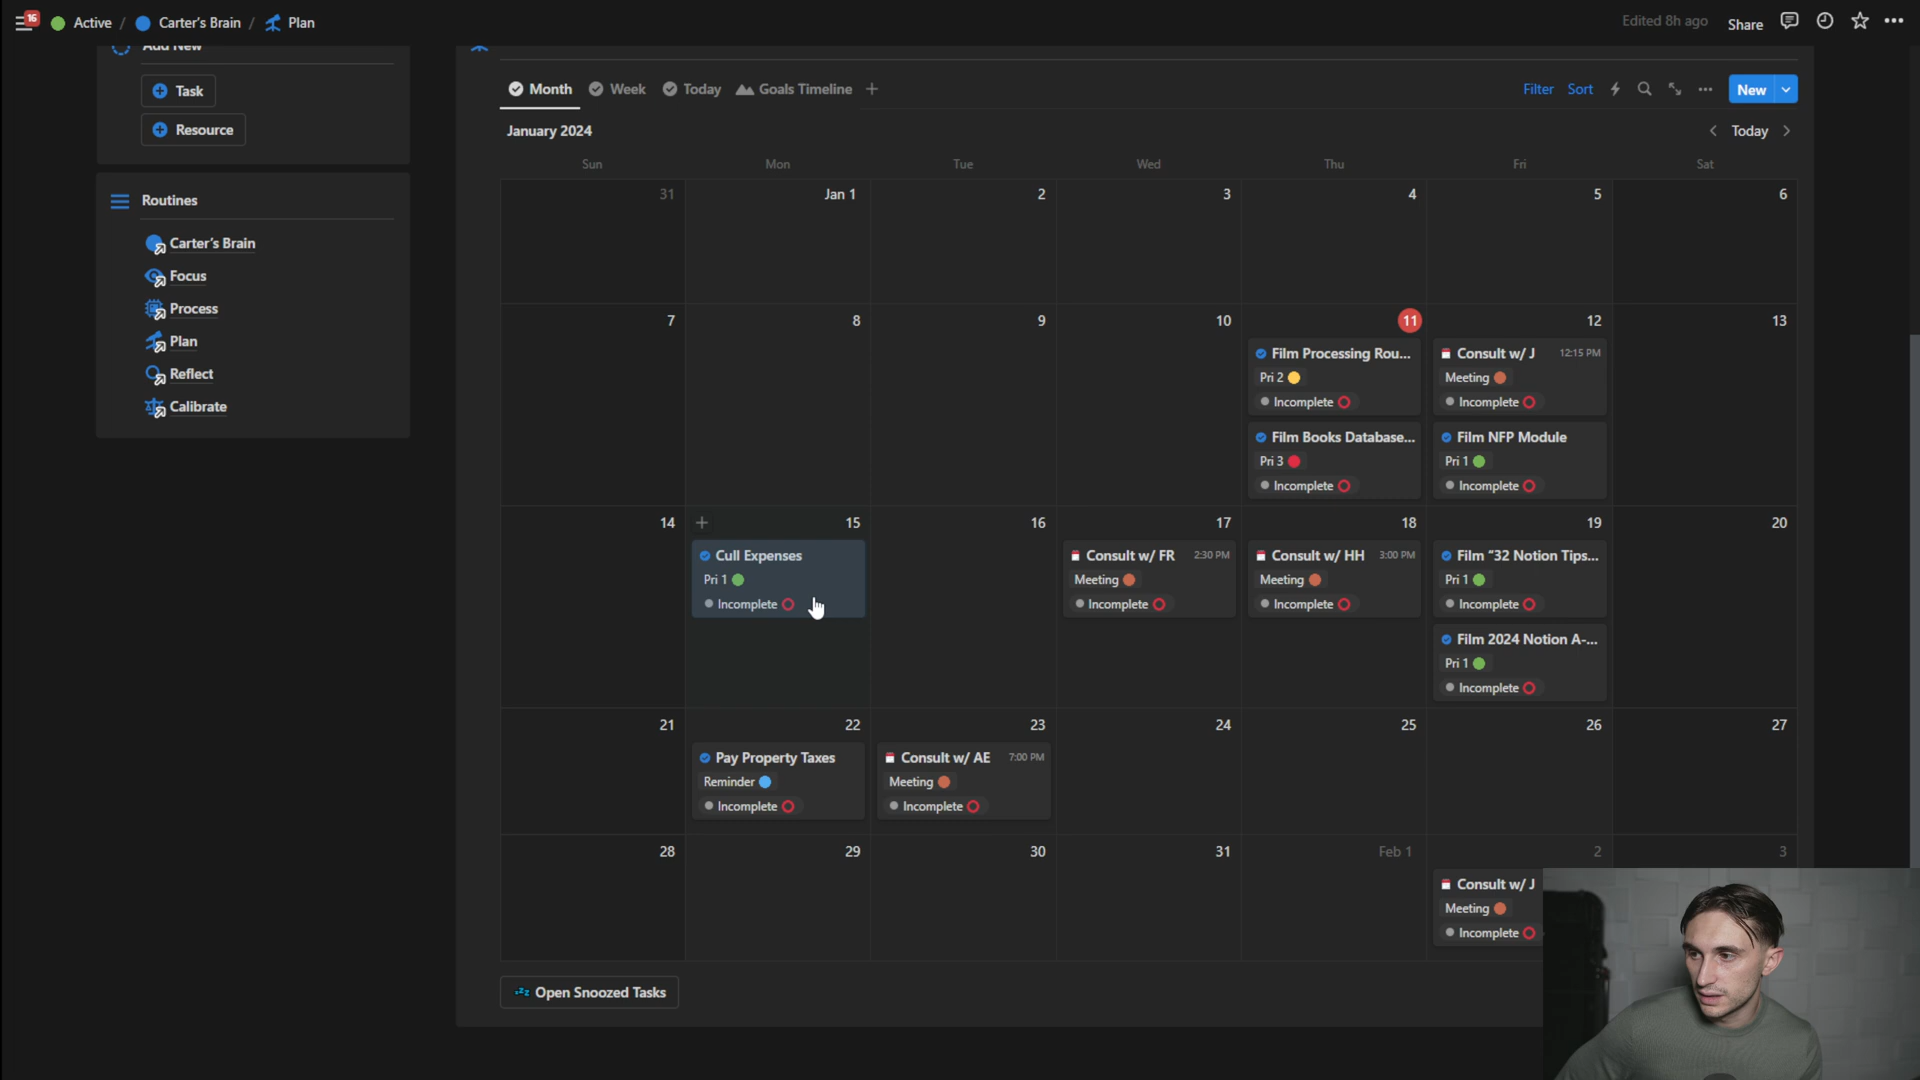 16
Active / Carter's Brain / Plan
Edited 8h ago
Share
Add New
Task
Resource
Routines
Carter's Brain
Focus
Process
Plan
Reflect
Calibrate
Month
Week
Today
Goals Timeline
Filter
Sort
New
January 2024
Today
Sun
Mon
Tue
Wed
Thu
Fri
Sat
31
Jan 1
2
3
4
5
6
7
8
9
10
11
Film Processing Rou...
Pri 2
Incomplete
Film Books Database...
Pri 3
Incomplete
12
Consult w/ J 12:15 PM
Meeting
Incomplete
Film NFP Module
Pri 1
Incomplete
13
14
15
Cull Expenses
Pri 1
Incomplete
16
17
Consult w/ FR 2:30 PM
Meeting
Incomplete
18
Consult w/ HH 3:00 PM
Meeting
Incomplete
19
Film “32 Notion Tips...
Pri 1
Incomplete
Film 2024 Notion A-...
Pri 1
Incomplete
20
21
22
Pay Property Taxes
Reminder
Incomplete
23
Consult w/ AE 7:00 PM
Meeting
Incomplete
24
25
26
27
28
29
30
31
Feb 1
2
Consult w/ J
Meeting
Incomplete
3
Open Snoozed Tasks